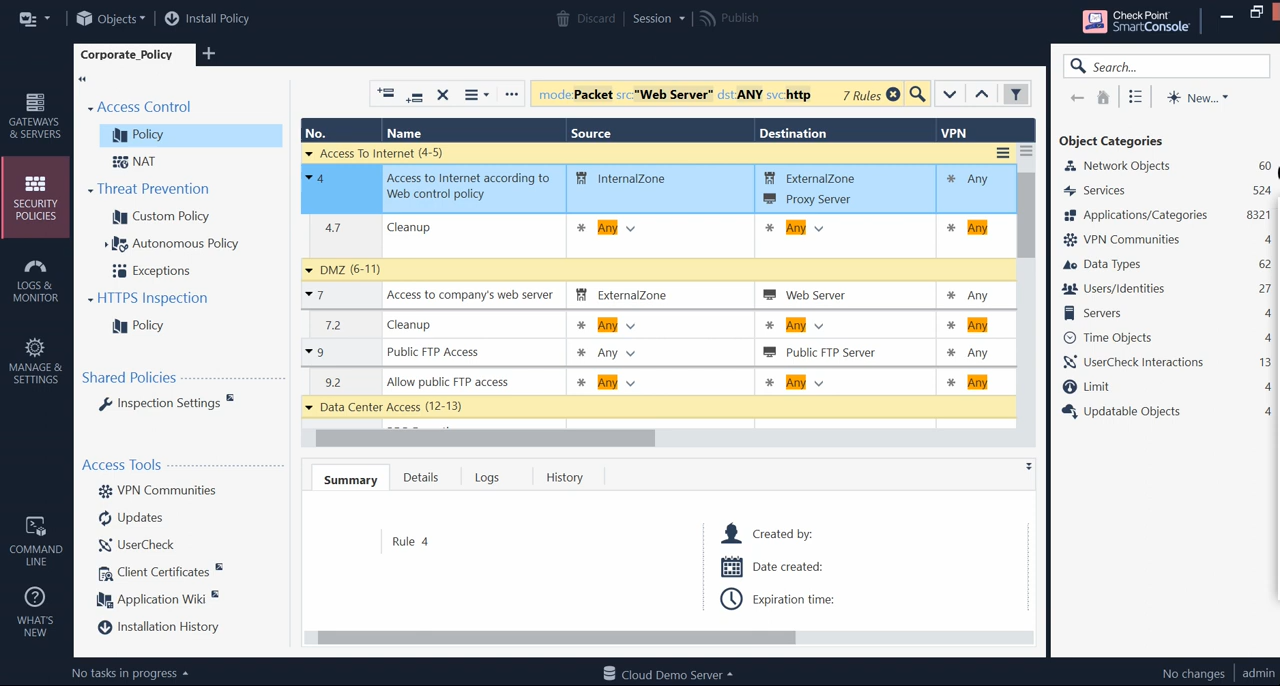 Objects
Install Policy
Discard
Session
Publish
Check Point
SmartConsole
Corporate_Policy
GATEWAYS
& SERVERS
SECURITY
POLICIES
LOGS &
MONITOR
MANAGE &
SETTINGS
COMMAND
LINE
WHAT'S
NEW
Access Control
Policy
NAT
Threat Prevention
Custom Policy
Autonomous Policy
Exceptions
HTTPS Inspection
Policy
Shared Policies
Inspection Settings
Access Tools
VPN Communities
Updates
UserCheck
Client Certificates
Application Wiki
Installation History
mode:Packet src:"Web Server" dst:ANY svc:http 7 Rules
No. Name Source Destination VPN
Access To Internet (4-5)
4 Access to Internet according to InternalZone ExternalZone Any
Web control policy Proxy Server
4.7 Cleanup Any Any Any
DMZ (6-11)
7 Access to company's web server ExternalZone Web Server Any
7.2 Cleanup Any Any Any
9 Public FTP Access Any Public FTP Server Any
9.2 Allow public FTP access Any Any Any
Data Center Access (12-13)
Summary Details Logs History
Rule 4
Created by:
Date created:
Expiration time:
Search...
New...
Object Categories
Network Objects 60
Services 524
Applications/Categories 8321
VPN Communities 4
Data Types 62
Users/Identities 27
Servers 4
Time Objects 4
UserCheck Interactions 13
Limit 4
Updatable Objects 4
No tasks in progress
Cloud Demo Server
No changes
admin